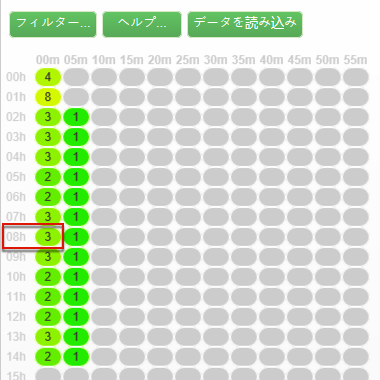 フィルター... ヘルプ... データを読み込み
00m 05m 10m 15m 20m 25m 30m 35m 40m 45m 50m 55m
00h 4
01h 8
02h 3 1
03h 3 1
04h 3 1
05h 2 1
06h 2 1
07h 3 1
08h 3 1
09h 3 1
10h 2 1
11h 2 1
12h 2 1
13h 3 1
14h 2 1
15h